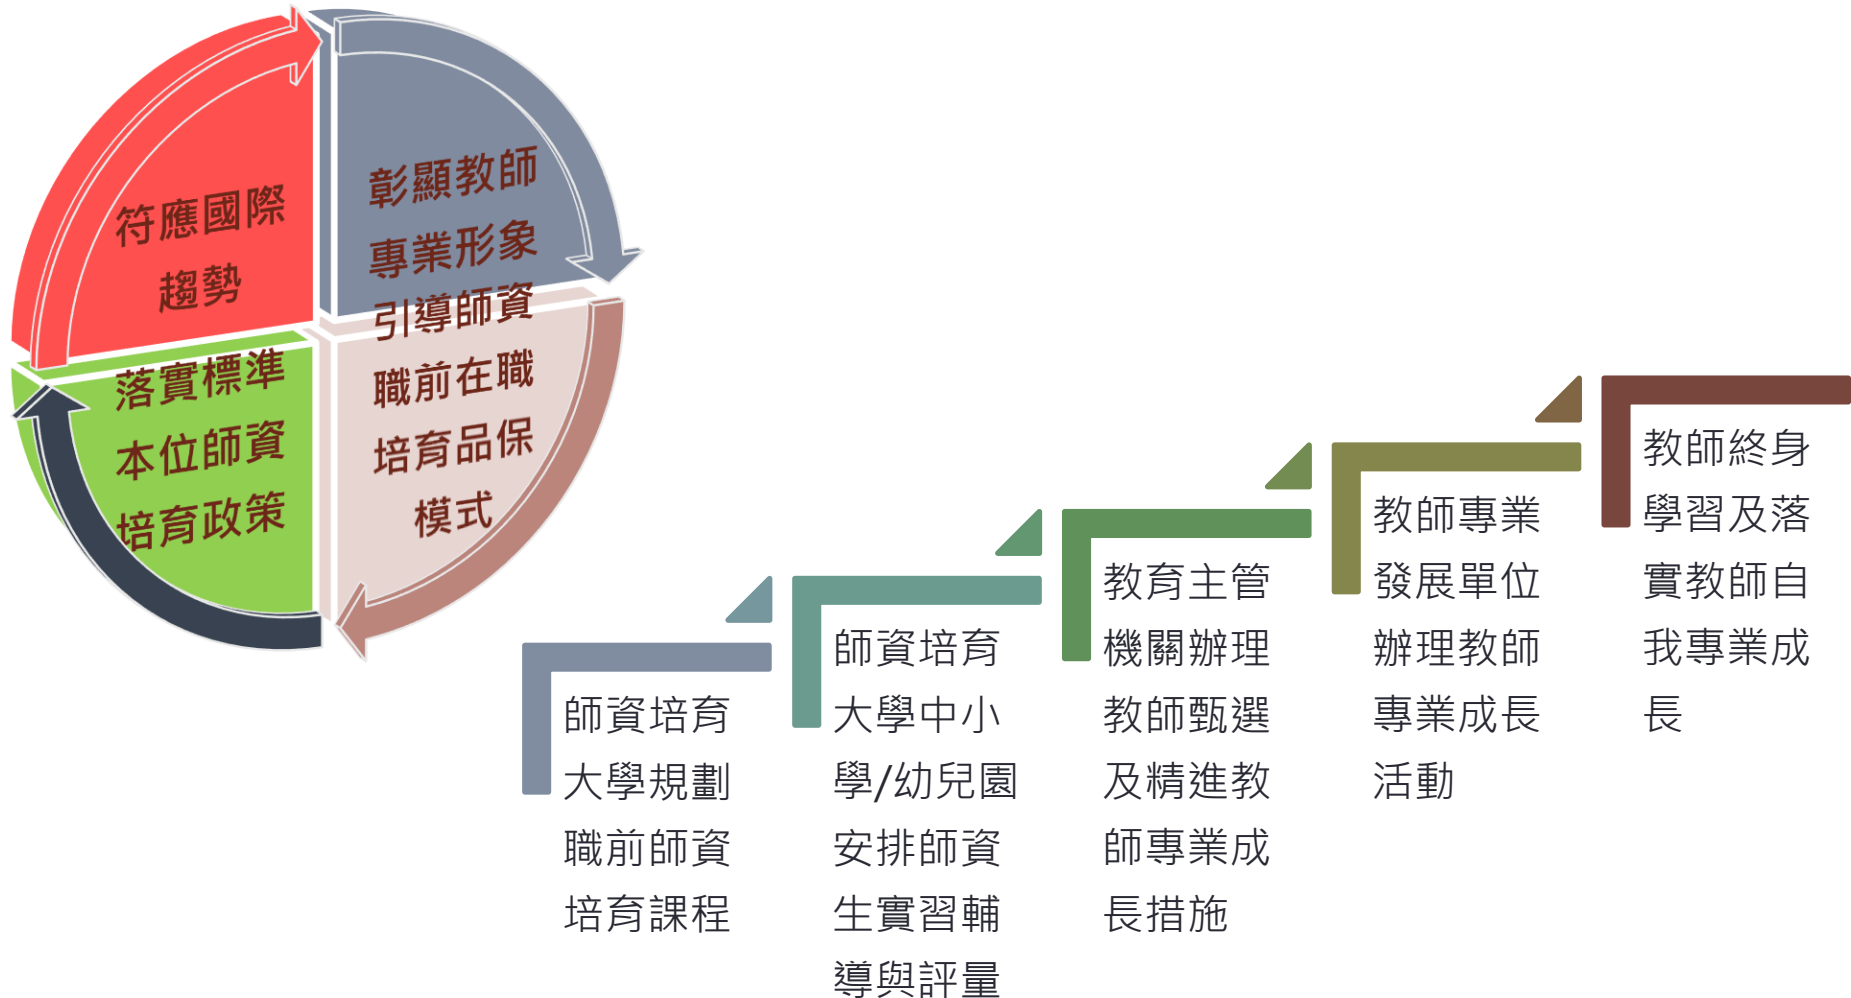 符應國際
趨勢
彰顯教師
專業形象
引導師資
職前在職
培育品保
模式
落實標準
本位師資
培育政策
師資培育
大學規劃
職前師資
培育課程
師資培育
大學中小
學/幼兒園
安排師資
生實習輔
導與評量
教育主管
機關辦理
教師甄選
及精進教
師專業成
長措施
教師專業
發展單位
辦理教師
專業成長
活動
教師終身
學習及落
實教師自
我專業成
長